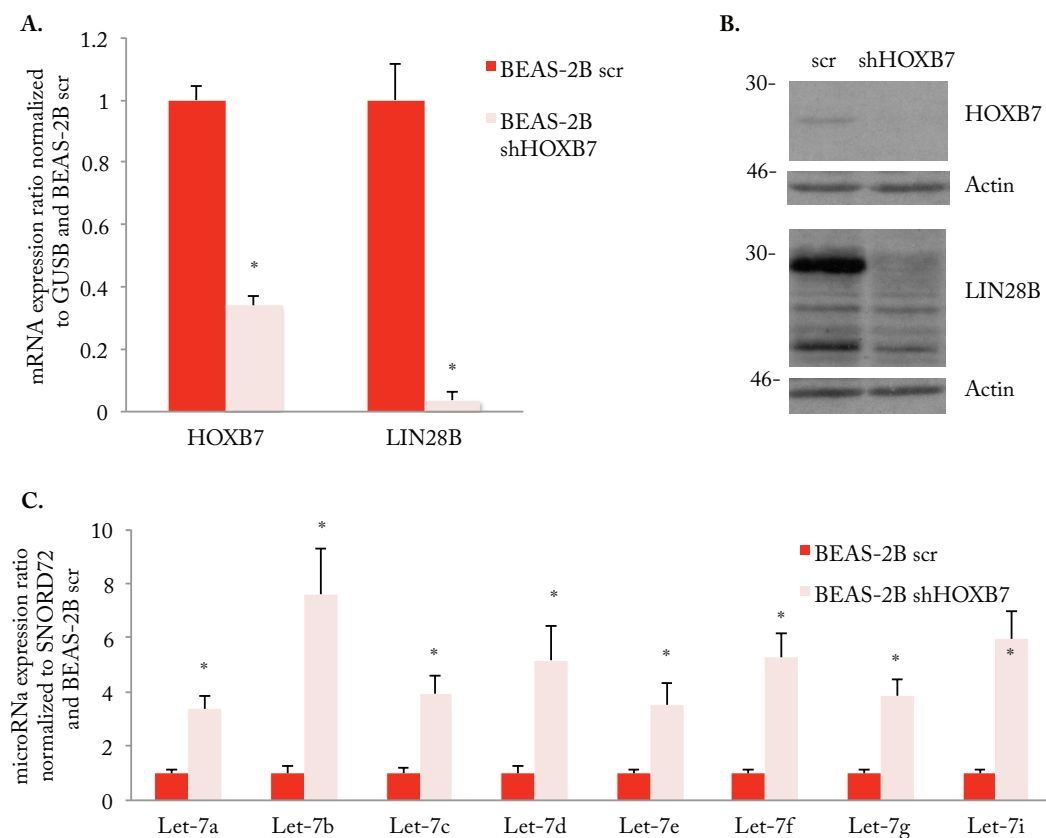 A.
mRNA expression ratio normalized
to GUSB and BEAS-2B scr
1.2
1
0.8
0.6
0.4
0.2
0
*
*
HOXB7
LIN28B
BEAS-2B scr
BEAS-2B
shHOXB7
B.
scr shHOXB7
30-
HOXB7
46-
Actin
30-
LIN28B
46-
Actin
C.
microRNa expression ratio
normalized to SNORD72
and BEAS-2B scr
10
8
6
4
2
0
*
*
*
*
*
*
*
*
BEAS-2B scr
BEAS-2B shHOXB7
Let-7a Let-7b Let-7c Let-7d Let-7e Let-7f Let-7g Let-7i